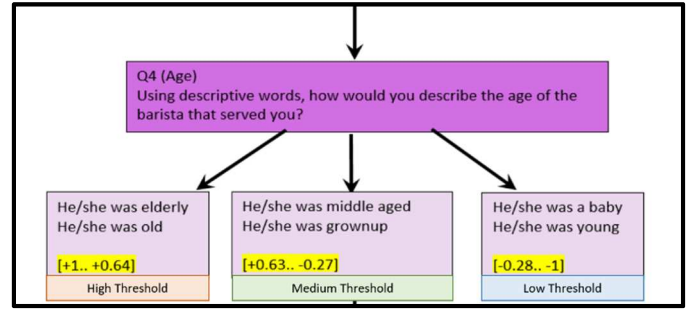 Q4 (Age)
Using descriptive words, how would you describe the age of the
barista that served you?
He/she was elderly
He/she was old
[+1.. +0.64]
High Threshold
He/she was middle aged
He/she was grownup
[+0.63.. -0.27]
Medium Threshold
He/she was a baby
He/she was young
[-0.28.. -1]
Low Threshold